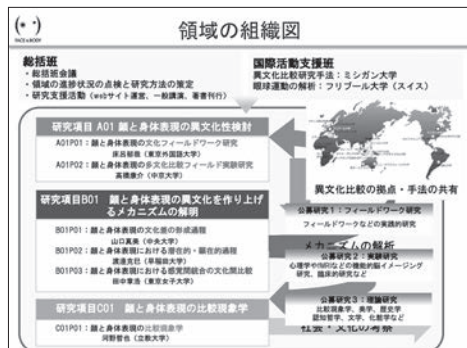 FACE & BODY
領域の組織図
総括班
・総括班会議
・領域の進捗状況の点検と研究方法の策定
・研究支援活動(webサイト運営、一般講演、著書刊行)
国際活動支援班
異文化比較研究手法:ミシガン大学
眼球運動の解析:フリブール大学(スイス)
研究項目 A01 顔と身体表現の異文化性検討
A01P01:顔と身体表現の文化フィールドワーク研究
床呂郁哉(東京外国語大学)
A01P02:顔と身体表現の多文化比較フィールド実験研究
高橋康介(中京大学)
異文化比較の拠点・手法の共有
研究項目B01 顔と身体表現の異文化を作り上げ
るメカニズムの解明
B01P01:顔と身体表現の文化差の形成過程
山口真美(中央大学)
B01P02:顔と身体表現における潜在的・顕在的過程
渡邊克巳(早稲田大学)
B01P03:顔と身体表現における感覚間統合の文化間比較
田中章浩(東京女子大学)
公募研究1:フィールドワーク研究
フィールドワークなどの実践的研究
メカニズムの解析
公募研究2:実験研究
心理学やfMRIなどの機能的脳イメージング
研究、臨床的研究など
研究項目C01 顔と身体表現の比較現象学
C01P01:顔と身体表現の比較現象学
河野哲也(立教大学)
公募研究3:理論研究
比較現象学、美学、歴史学
認知哲学、文学、化粧学など
社会・文化の考察